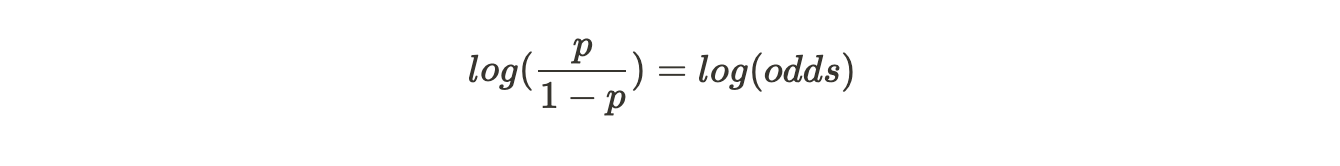 log(p/(1 − p)) = log(odds)